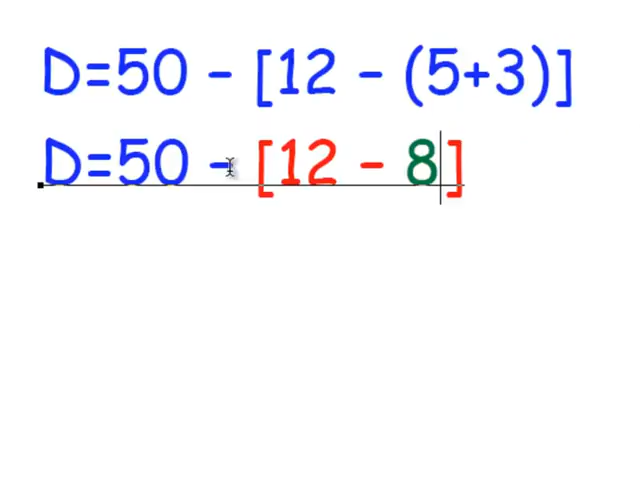 D=50 – [12 – (5+3)]
D=50 – [12 – 8]